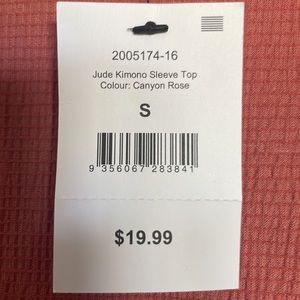 2005174-16
Jude Kimono Sleeve Top
Colour: Canyon Rose
S
9 356067 283841
$19.99